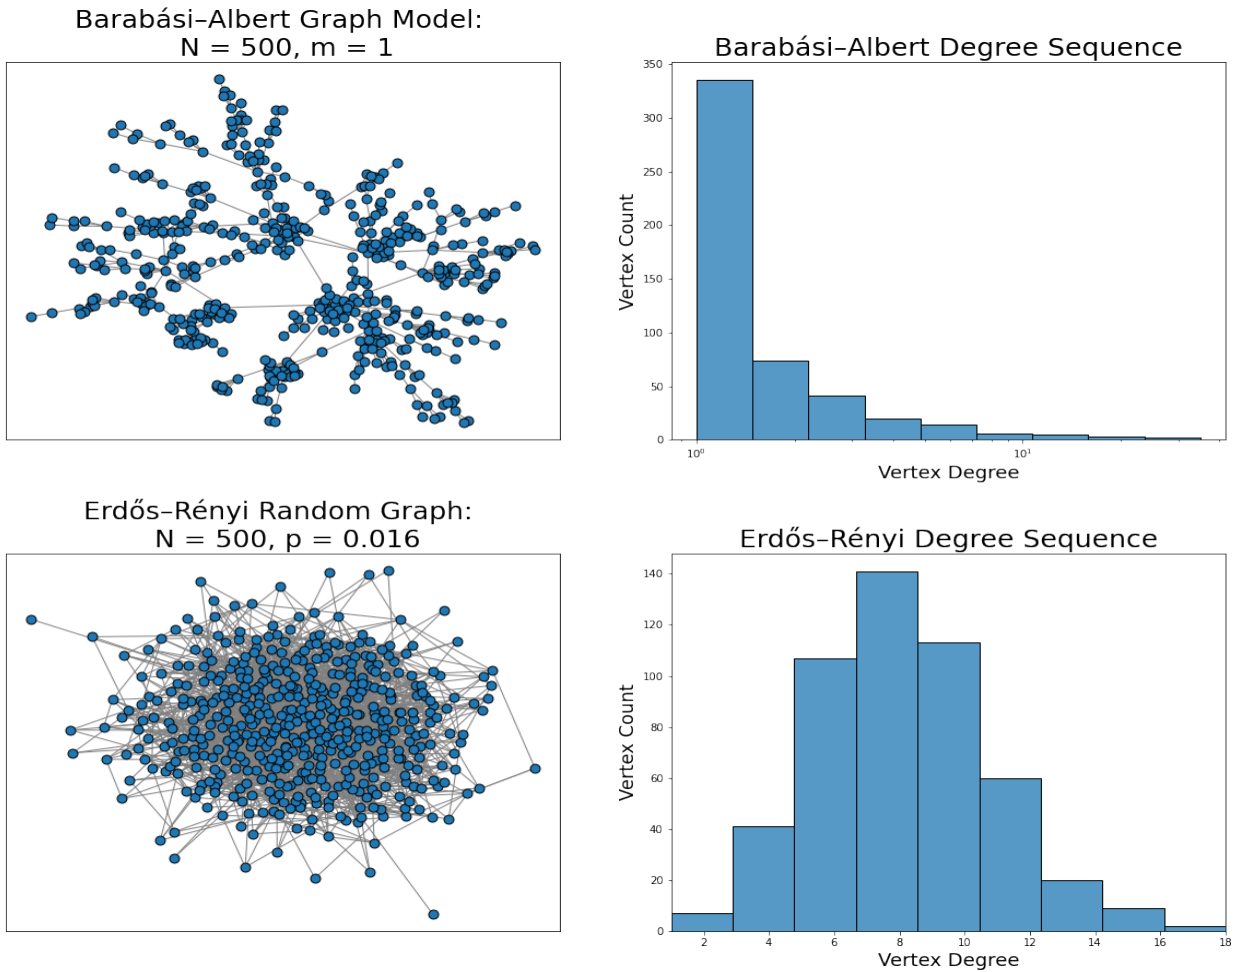 Barabási–Albert Graph Model:
N = 500, m = 1
Barabási–Albert Degree Sequence
350
300
250
200
150
100
50
0
Vertex Count
10⁰
10¹
Vertex Degree
Erdős–Rényi Random Graph:
N = 500, p = 0.016
Erdős–Rényi Degree Sequence
140
120
100
80
60
40
20
0
Vertex Count
2 4 6 8 10 12 14 16 18
Vertex Degree